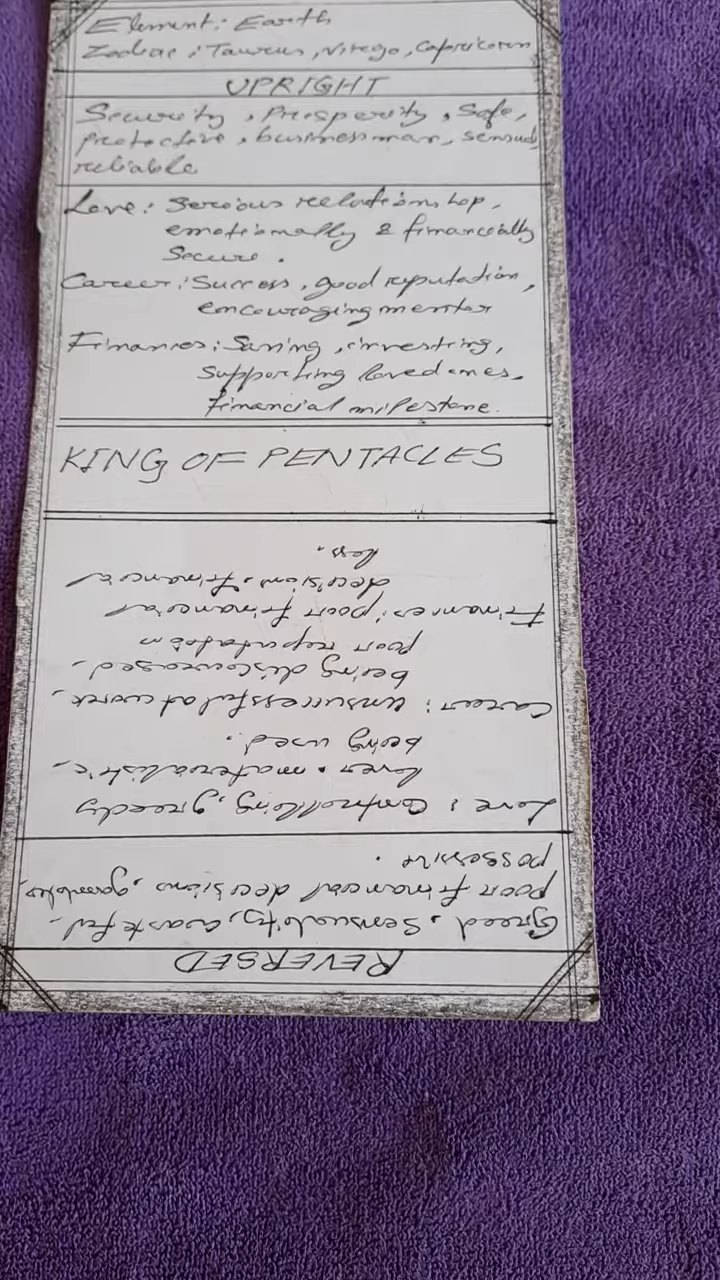 Element: Earth
Zodiac: Taurus, Virego, Capricorn
UPRIGHT
Security, Prosperity, Safe,
protective, businessman, sensual,
reliable
Love: Serious relationship,
emotionally & financially
Secure.
Career: Success, good reputation,
encouraging mentor
Finances: Saving, investing,
supporting loved ones,
financial milestone.
KING OF PENTACLES
REVERSED
Greed, Sensuality, wasteful,
poor financial decisions, gambler,
possessive.
Love: Controlling, greedy
lover, materialistic,
being used.
Career: unsuccessful at work,
being discouraged,
poor reputation
Finances: poor financial
decision, financial
loss.